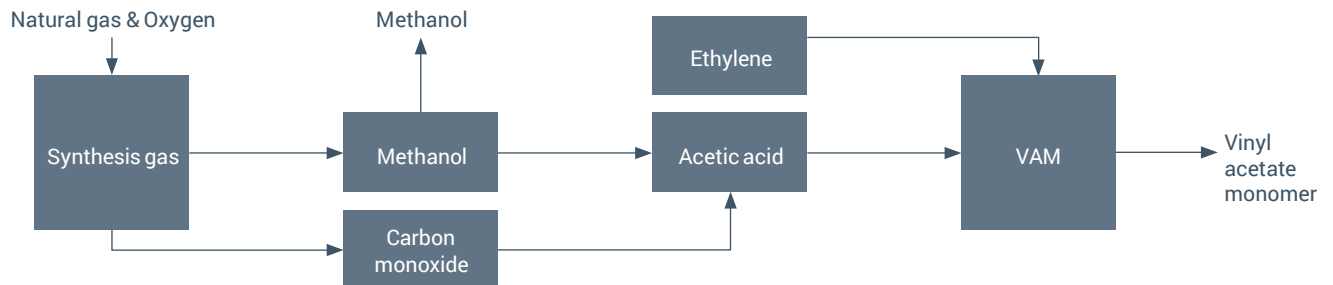 Natural gas & Oxygen
Methanol
Ethylene
Synthesis gas
Methanol
Acetic acid
VAM
Vinyl
acetate
monomer
Carbon
monoxide